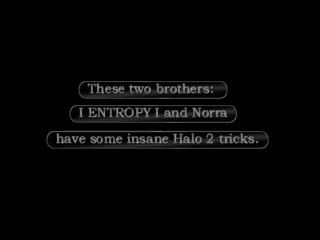 These two brothers:
I ENTROPY I and Norra
have some insane Halo 2 tricks.